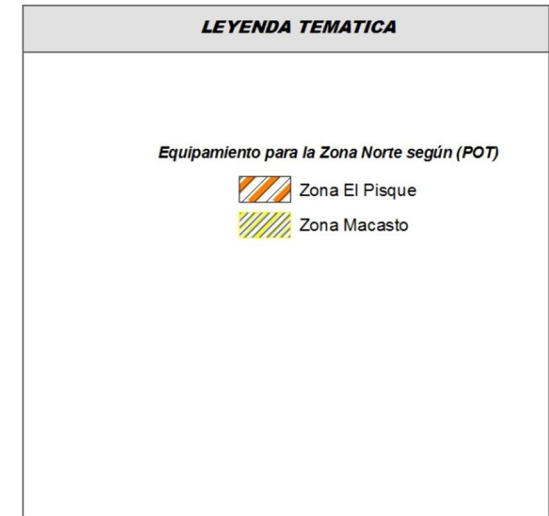 LEYENDA TEMATICA
Equipamiento para la Zona Norte según (POT)
Zona El Pisque
Zona Macasto